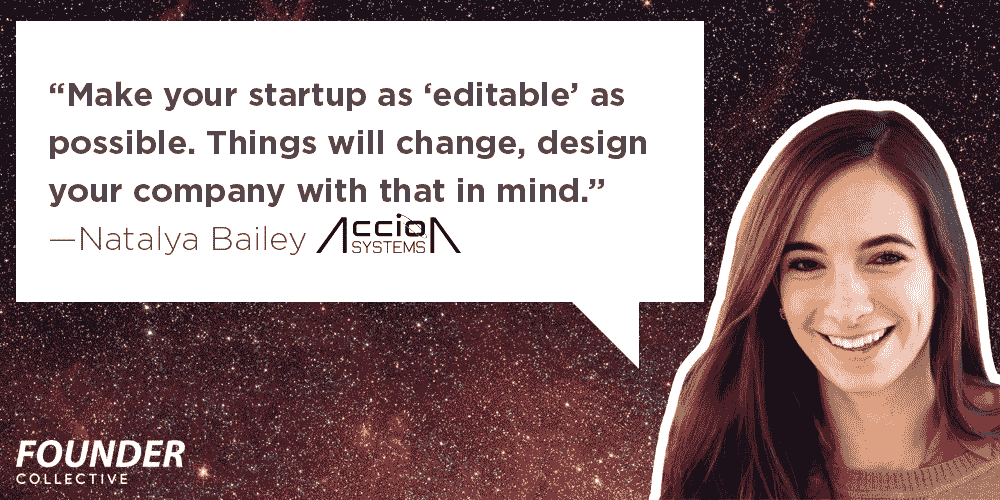 “Make your startup as ‘editable’ as
possible. Things will change, design
your company with that in mind.”
—Natalya Bailey Accion SYSTEMS
FOUNDER
COLLECTIVE